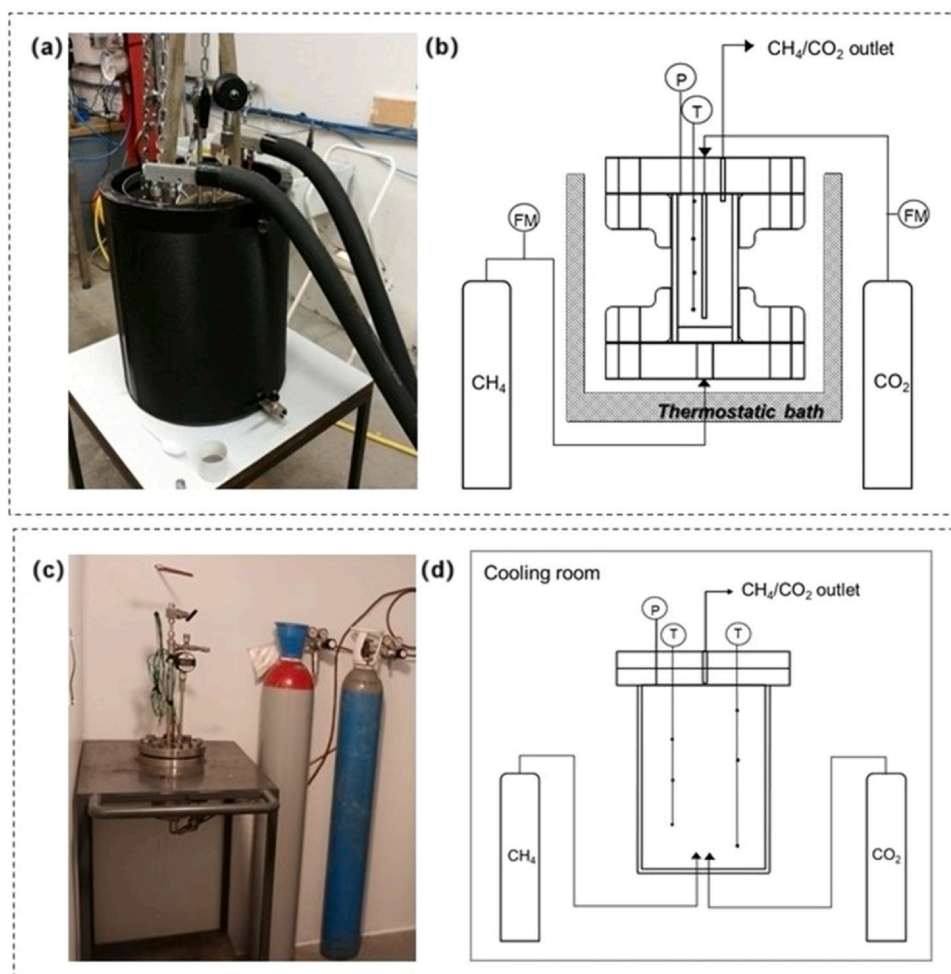 (a)
(b)
CH₄/CO₂ outlet
P
T
FM
FM
CH₄
CO₂
Thermostatic bath
(c)
(d)
Cooling room
CH₄/CO₂ outlet
P
T
T
CH₄
CO₂